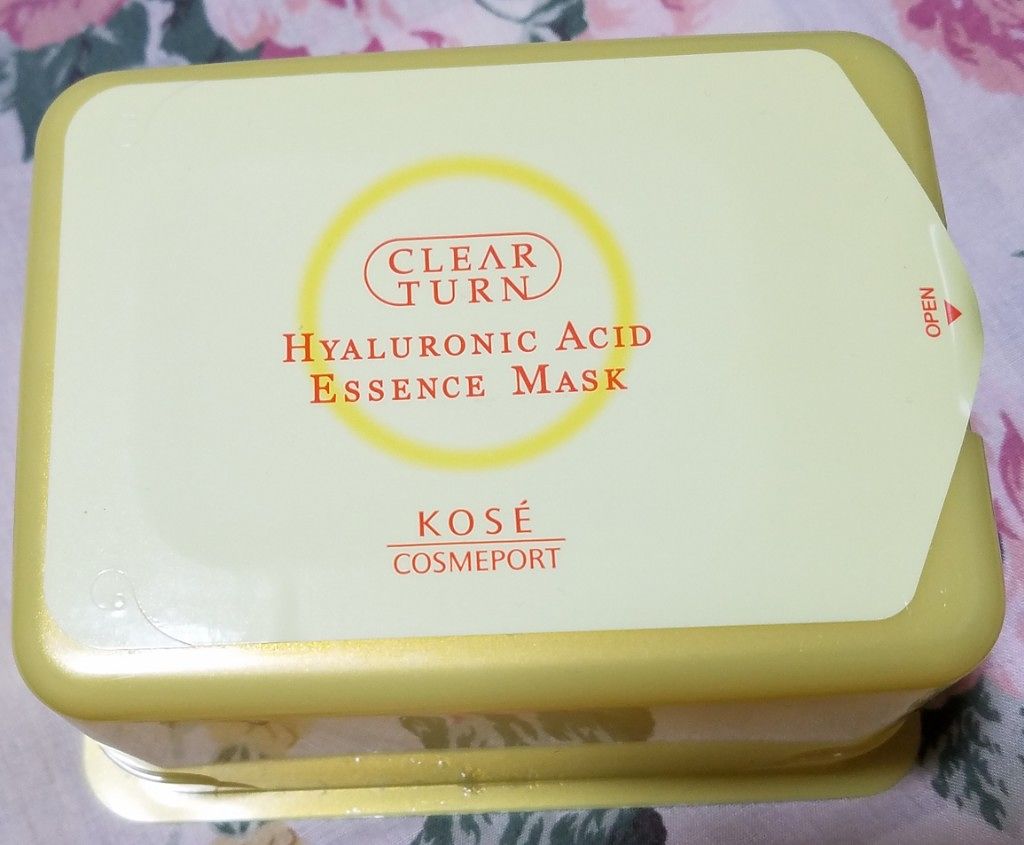 CLEAR
TURN
HYALURONIC ACID
ESSENCE MASK
KOSÉ
COSMEPORT
OPEN